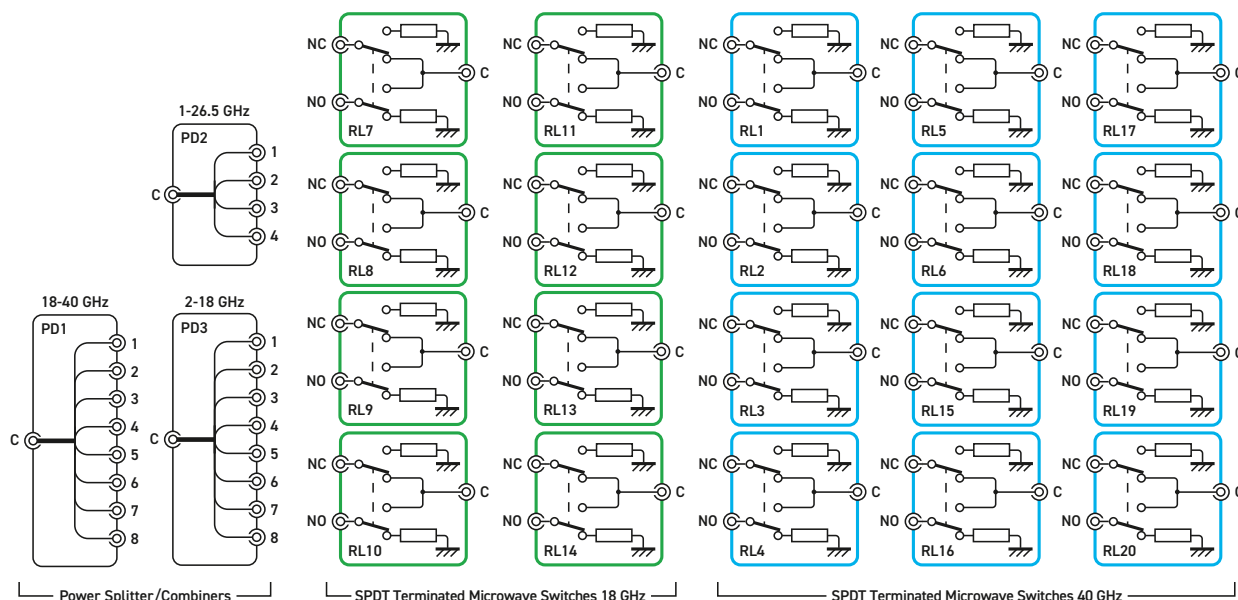 1-26.5 GHz
PD2
C
1
2
3
4
18-40 GHz
PD1
C
1
2
3
4
5
6
7
8
2-18 GHz
PD3
C
1
2
3
4
5
6
7
8
Power Splitter/Combiners
NC
NO
C
RL7
NC
NO
C
RL11
NC
NO
C
RL8
NC
NO
C
RL12
NC
NO
C
RL9
NC
NO
C
RL13
NC
NO
C
RL10
NC
NO
C
RL14
SPDT Terminated Microwave Switches 18 GHz
NC
NO
C
RL1
NC
NO
C
RL5
NC
NO
C
RL17
NC
NO
C
RL2
NC
NO
C
RL6
NC
NO
C
RL18
NC
NO
C
RL3
NC
NO
C
RL15
NC
NO
C
RL19
NC
NO
C
RL4
NC
NO
C
RL16
NC
NO
C
RL20
SPDT Terminated Microwave Switches 40 GHz